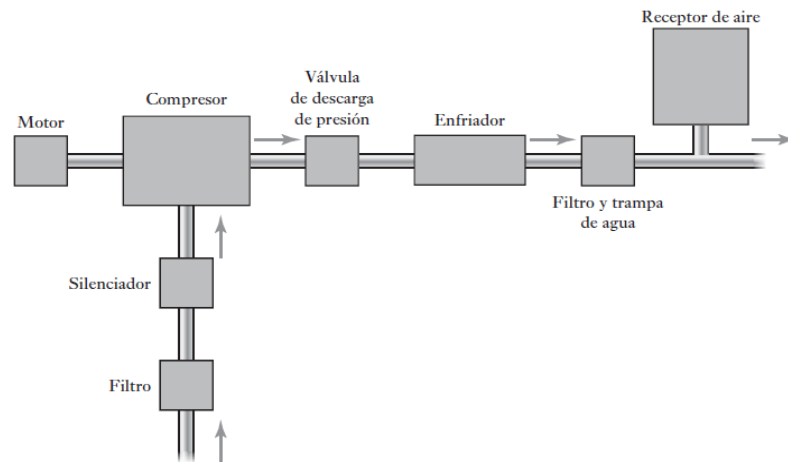 Receptor de aire
Válvula
de descarga
de presión
Compresor
Motor
Enfriador
Filtro y trampa
de agua
Silenciador
Filtro